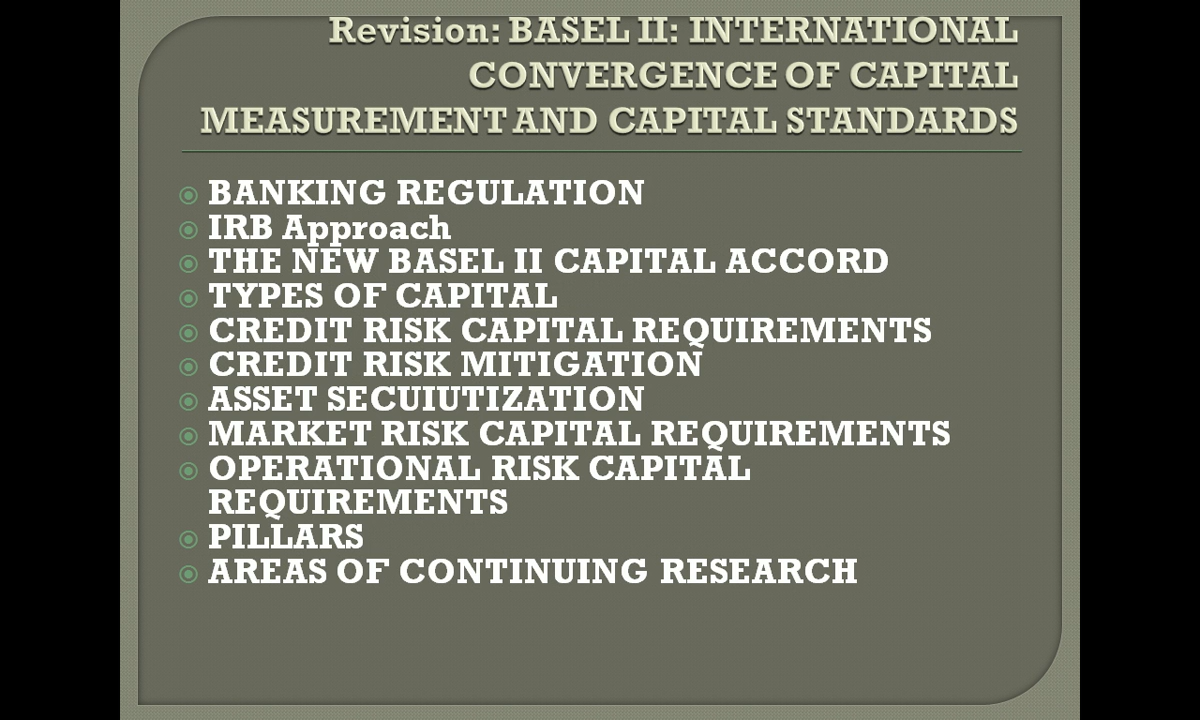 Revision: BASEL II: INTERNATIONAL
CONVERGENCE OF CAPITAL
MEASUREMENT AND CAPITAL STANDARDS
BANKING REGULATION
IRB Approach
THE NEW BASEL II CAPITAL ACCORD
TYPES OF CAPITAL
CREDIT RISK CAPITAL REQUIREMENTS
CREDIT RISK MITIGATION
ASSET SECUIUTIZATION
MARKET RISK CAPITAL REQUIREMENTS
OPERATIONAL RISK CAPITAL
REQUIREMENTS
PILLARS
AREAS OF CONTINUING RESEARCH